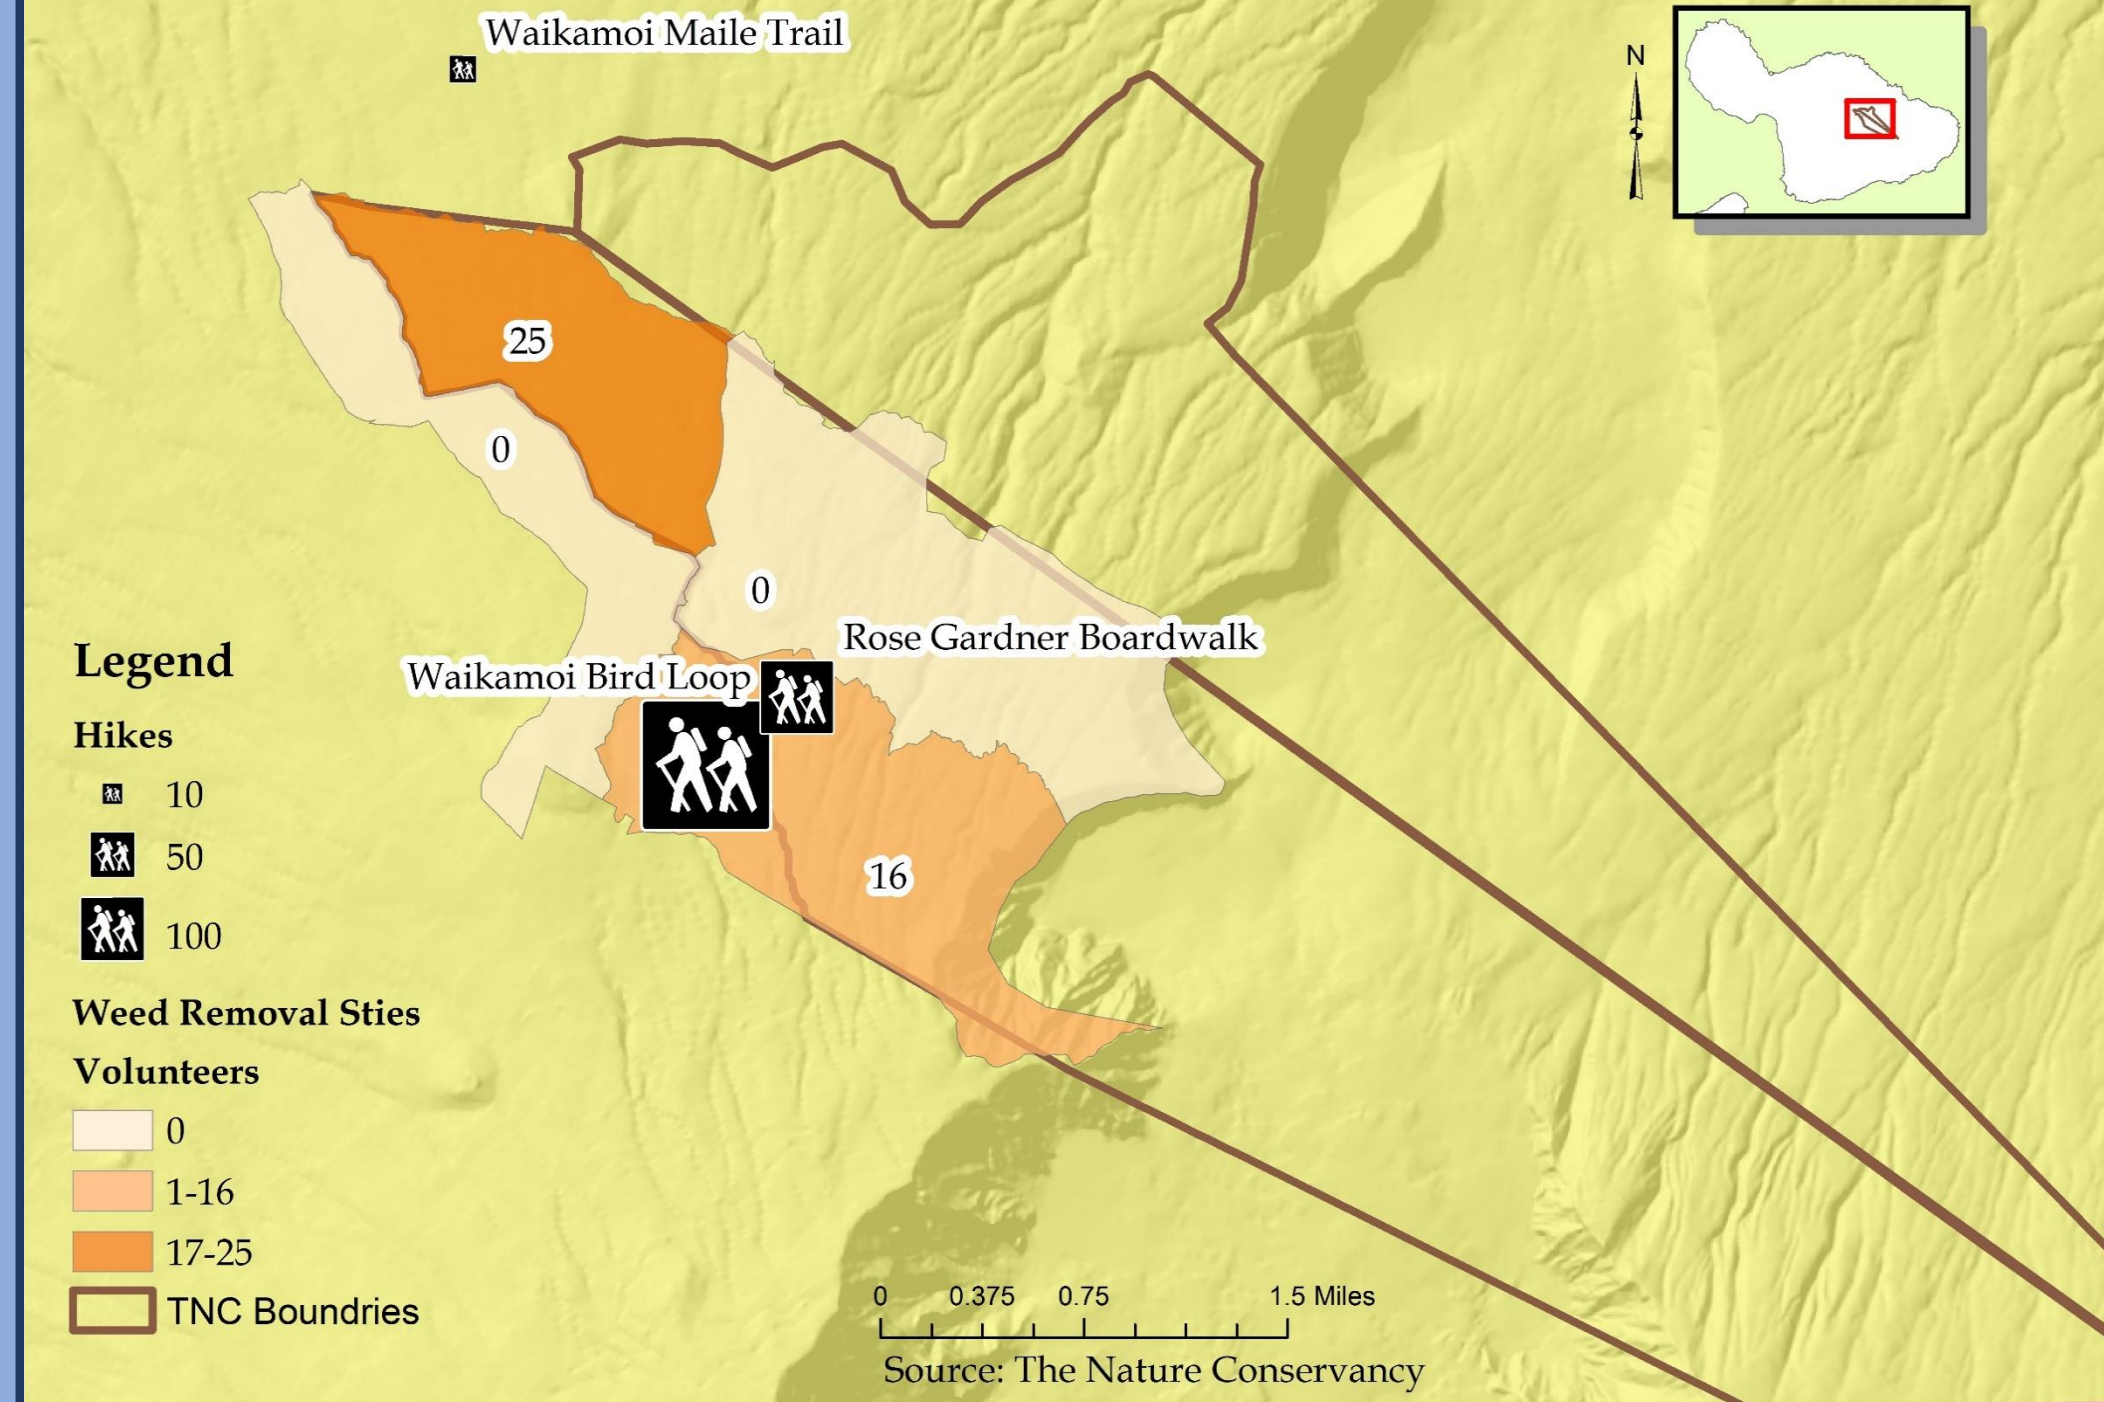 Waikamoi Maile Trail
N
25
0
0
Rose Gardner Boardwalk
Waikamoi Bird Loop
16
Legend
Hikes
10
50
100
Weed Removal Sties
Volunteers
0
1-16
17-25
TNC Boundries
0 0.375 0.75 1.5 Miles
Source: The Nature Conservancy